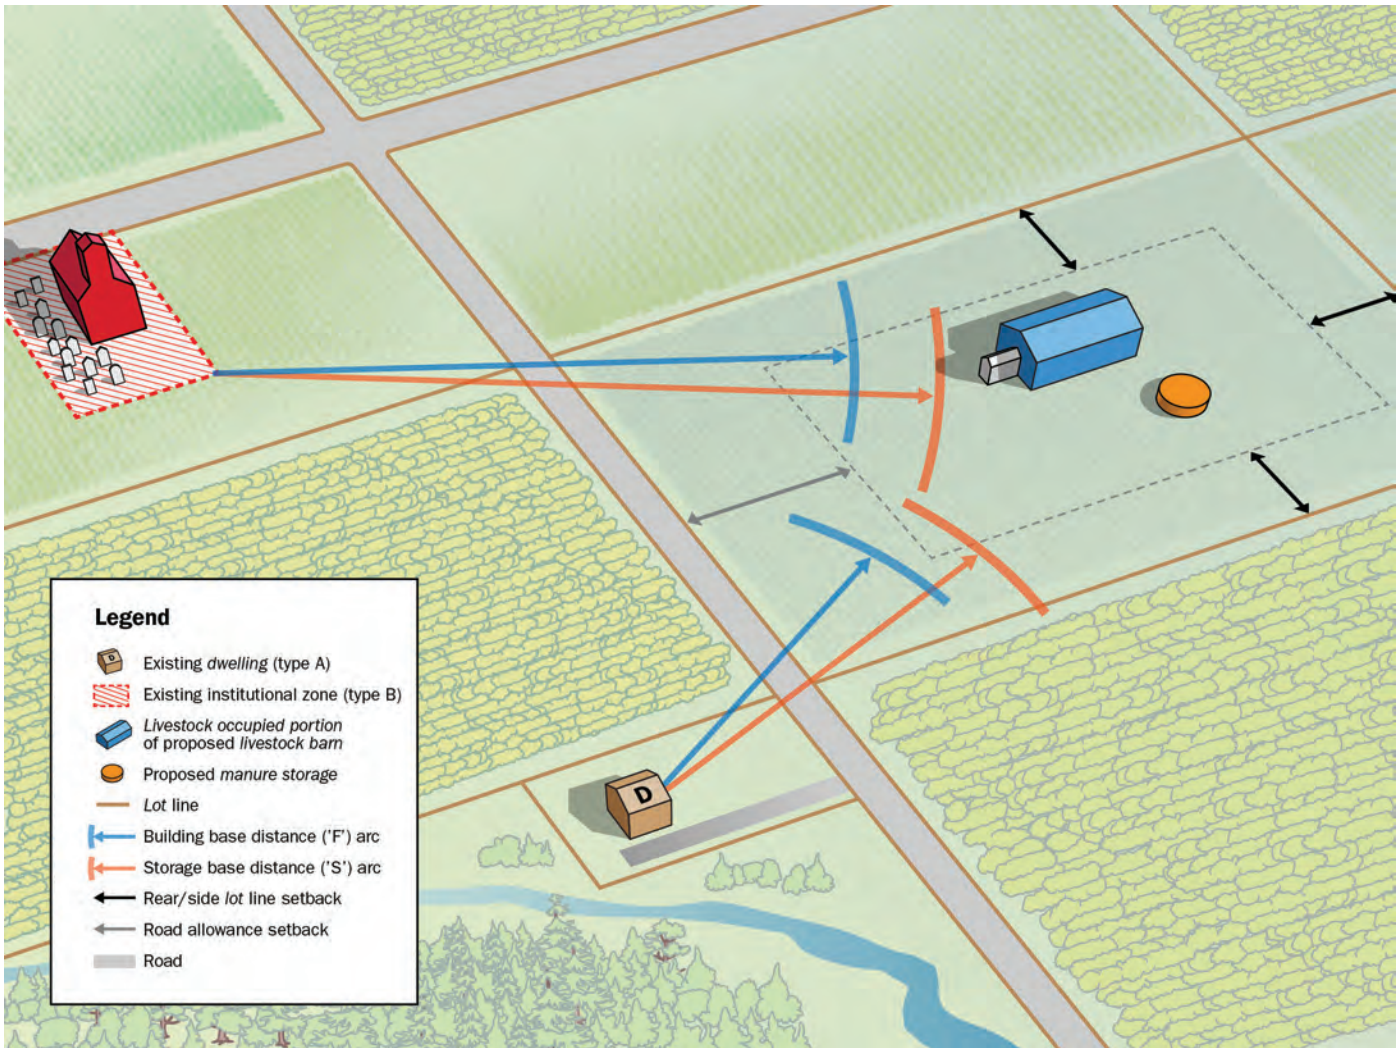 D
Legend
D
Existing dwelling (type A)
Existing institutional zone (type B)
Livestock occupied portion
of proposed livestock barn
Proposed manure storage
Lot line
Building base distance ('F') arc
Storage base distance ('S') arc
Rear/side lot line setback
Road allowance setback
Road